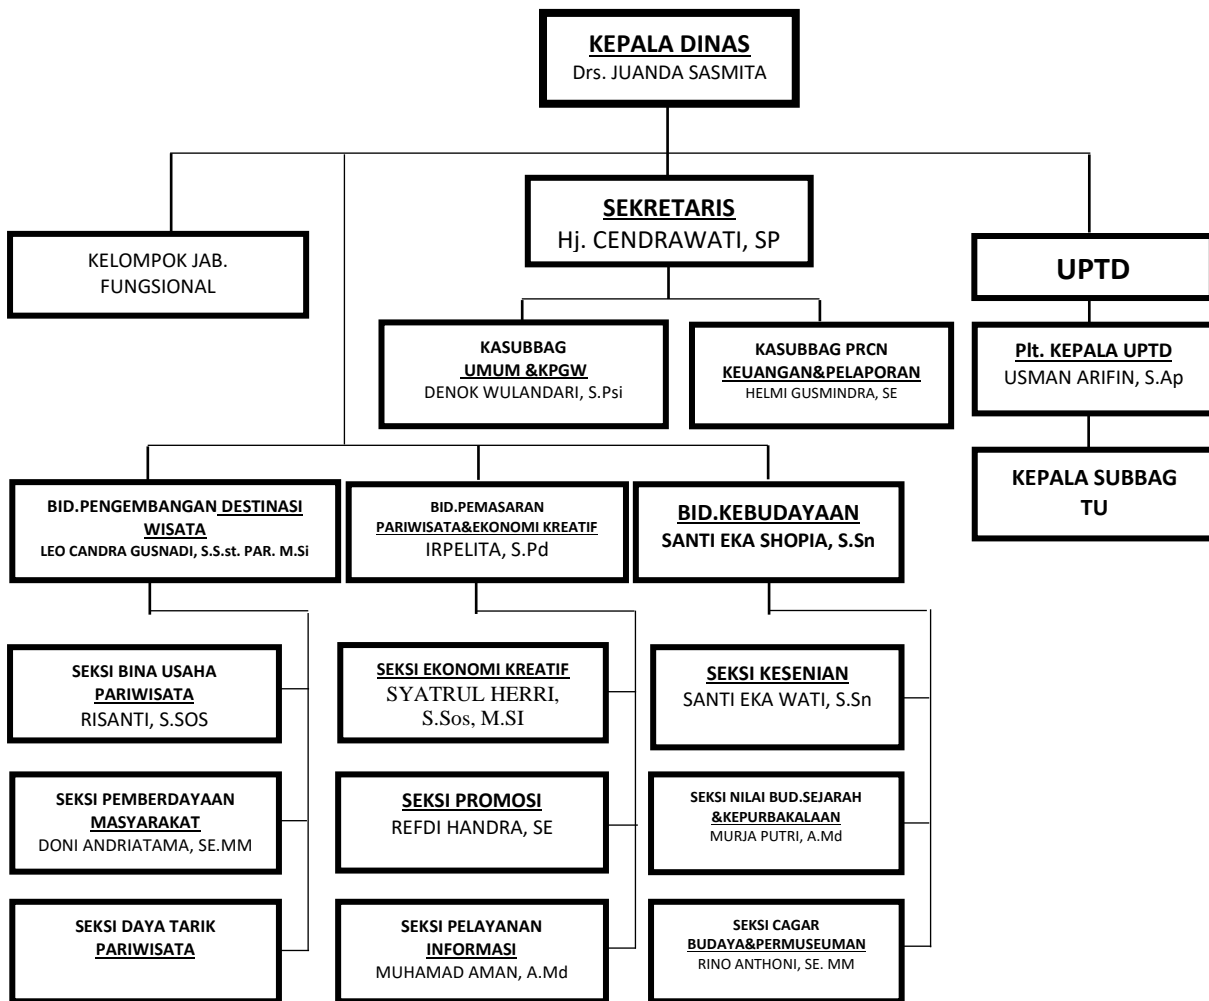 KEPALA DINAS
Drs. JUANDA SASMITA
SEKRETARIS
Hj. CENDRAWATI, SP
KELOMPOK JAB.
FUNGSIONAL
UPTD
KASUBBAG
UMUM &KPGW
DENOK WULANDARI, S.Psi
KASUBBAG PRCN
KEUANGAN&PELAPORAN
HELMI GUSMINDRA, SE
Plt. KEPALA UPTD
USMAN ARIFIN, S.Ap
KEPALA SUBBAG
TU
BID.PENGEMBANGAN DESTINASI
WISATA
LEO CANDRA GUSNADI, S.S.st. PAR. M.Si
BID.PEMASARAN
PARIWISATA&EKONOMI KREATIF
IRPELITA, S.Pd
BID.KEBUDAYAAN
SANTI EKA SHOPIA, S.Sn
SEKSI BINA USAHA
PARIWISATA
RISANTI, S.SOS
SEKSI EKONOMI KREATIF
SYATRUL HERRI,
S.Sos, M.SI
SEKSI KESENIAN
SANTI EKA WATI, S.Sn
SEKSI PEMBERDAYAAN
MASYARAKAT
DONI ANDRIATAMA, SE.MM
SEKSI PROMOSI
REFDI HANDRA, SE
SEKSI NILAI BUD.SEJARAH
&KEPURBAKALAAN
MURJA PUTRI, A.Md
SEKSI DAYA TARIK
PARIWISATA
SEKSI PELAYANAN
INFORMASI
MUHAMAD AMAN, A.Md
SEKSI CAGAR
BUDAYA&PERMUSEUMAN
RINO ANTHONI, SE. MM